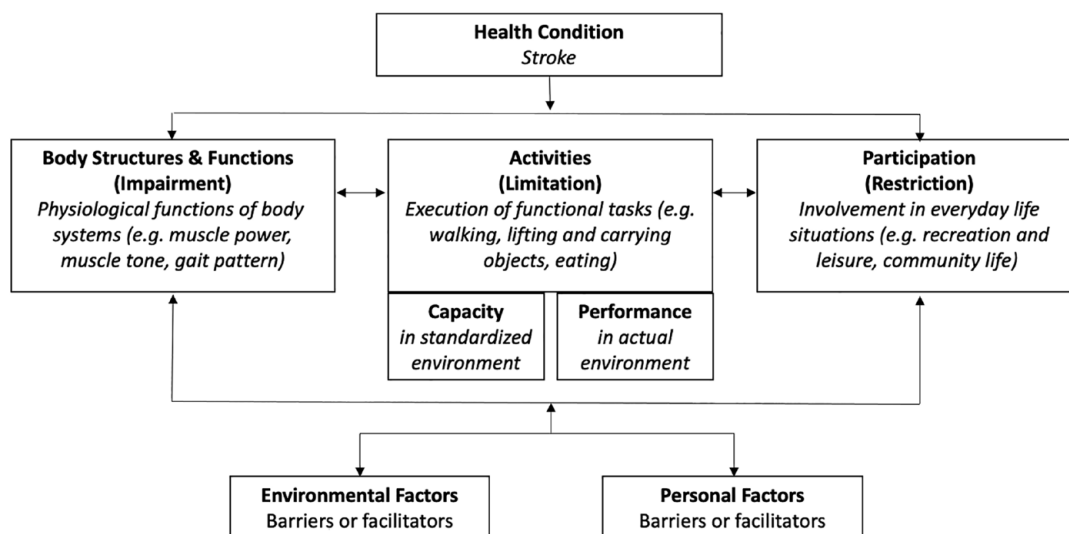 Health Condition
Stroke
Body Structures & Functions
(Impairment)
Physiological functions of body
systems (e.g. muscle power,
muscle tone, gait pattern)
Activities
(Limitation)
Execution of functional tasks (e.g.
walking, lifting and carrying
objects, eating)
Participation
(Restriction)
Involvement in everyday life
situations (e.g. recreation and
leisure, community life)
Capacity
in standardized
environment
Performance
in actual
environment
Environmental Factors
Barriers or facilitators
Personal Factors
Barriers or facilitators